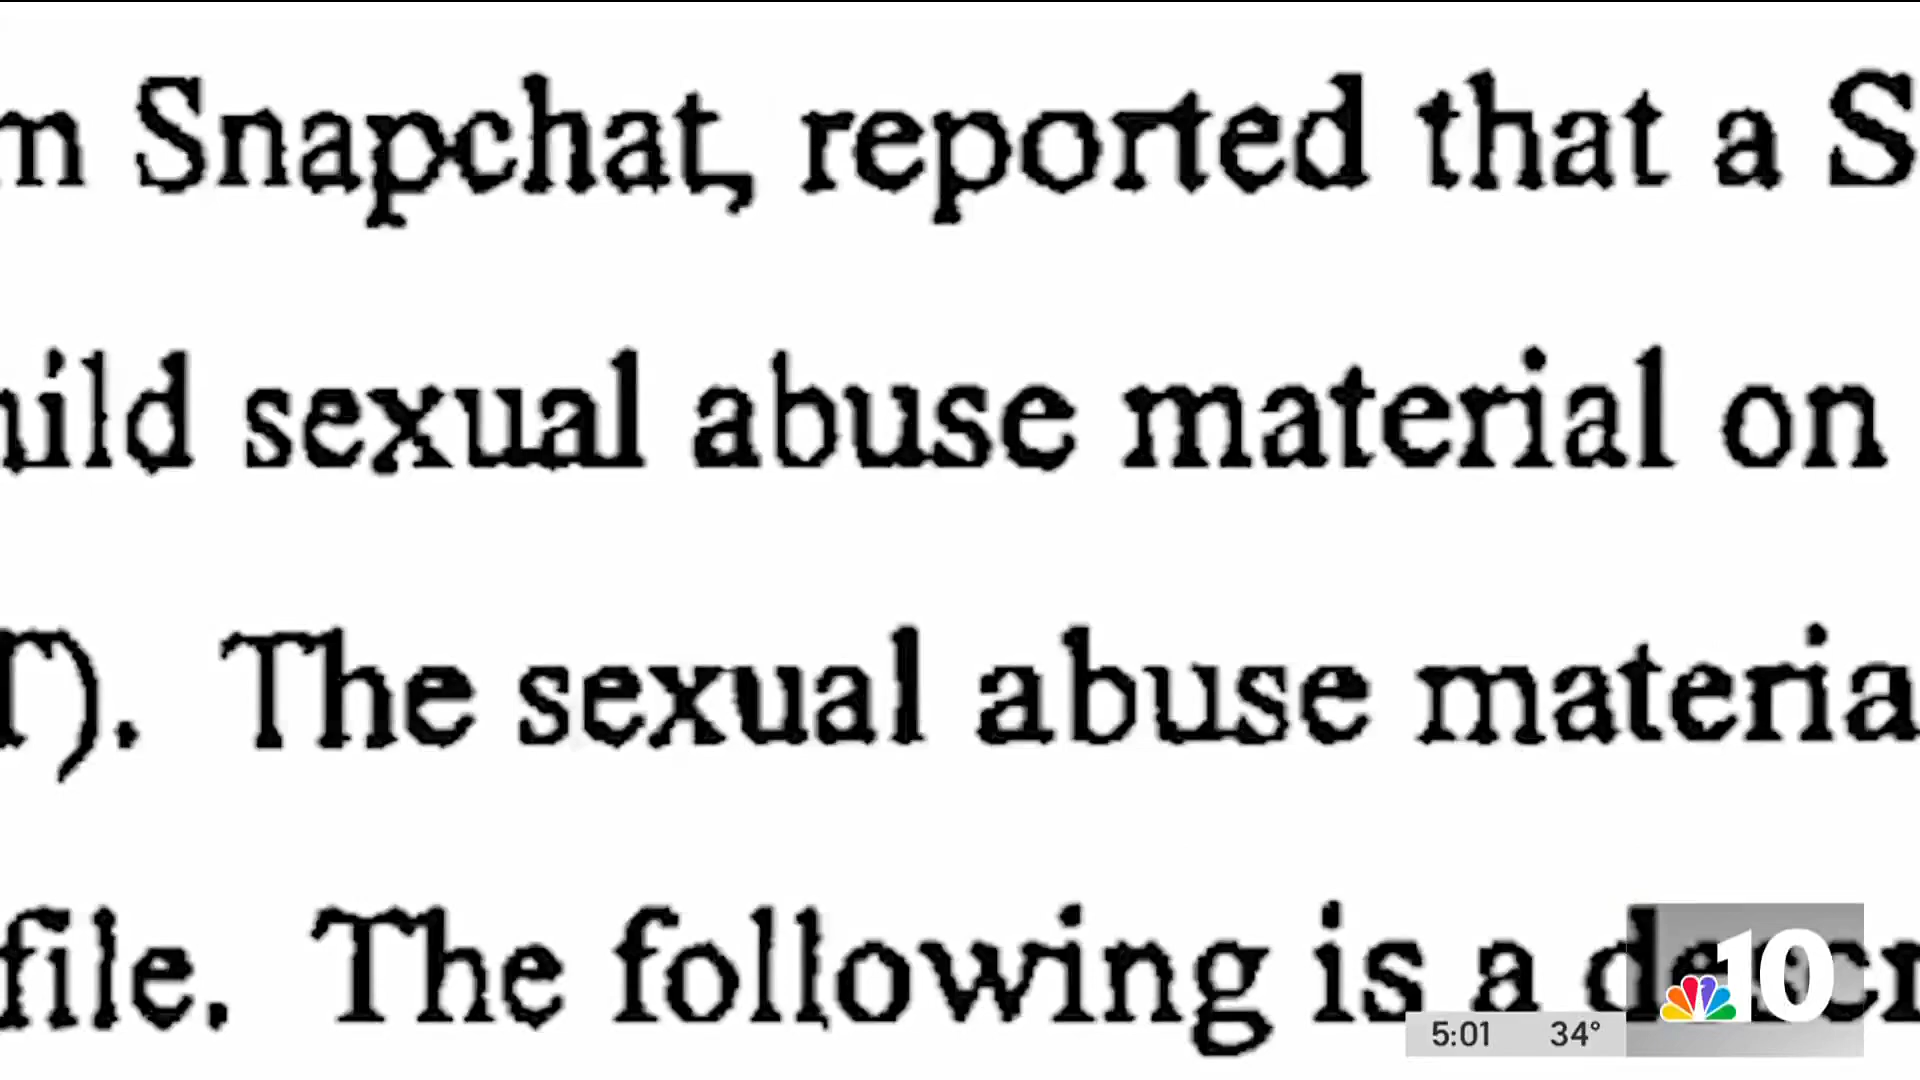 m Snapchat, reported that a S
ild sexual abuse material on
). The sexual abuse materia
file. The following is a descr
10
5:01 34°